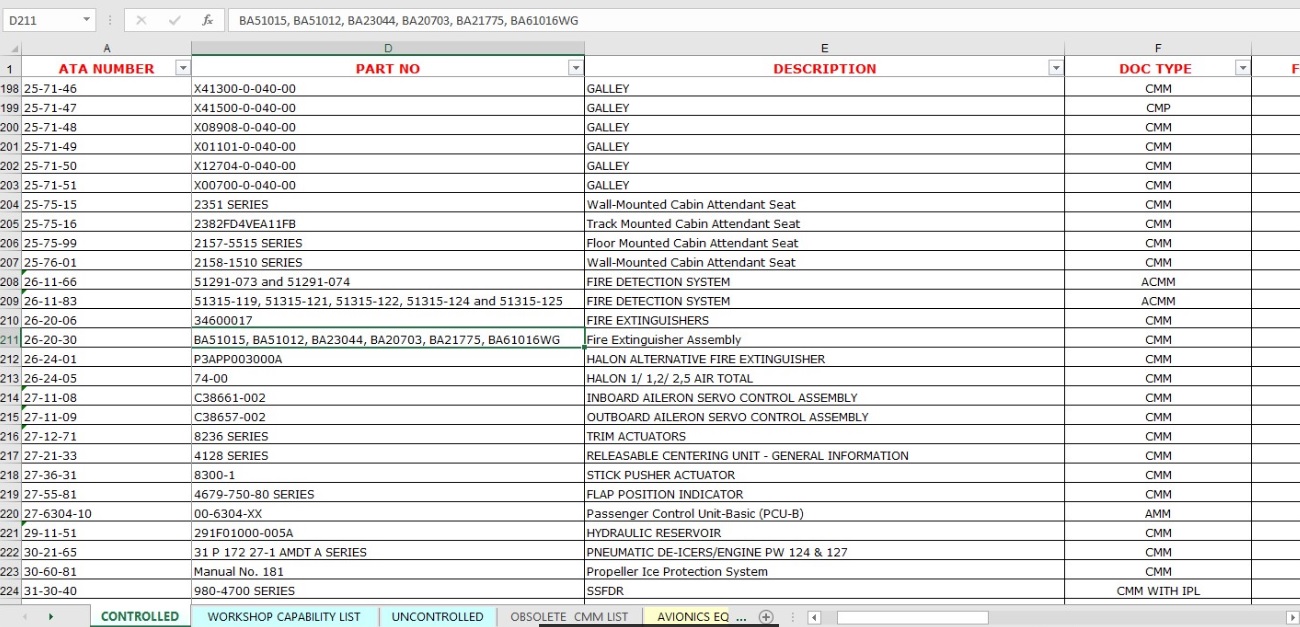 D211 fx BA51015, BA51012, BA23044, BA20703, BA21775, BA61016WG
A D E F
1 ATA NUMBER PART NO DESCRIPTION DOC TYPE F
198 25-71-46 X41300-0-040-00 GALLEY CMM
199 25-71-47 X41500-0-040-00 GALLEY CMP
200 25-71-48 X08908-0-040-00 GALLEY CMM
201 25-71-49 X01101-0-040-00 GALLEY CMM
202 25-71-50 X12704-0-040-00 GALLEY CMM
203 25-71-51 X00700-0-040-00 GALLEY CMM
204 25-75-15 2351 SERIES Wall-Mounted Cabin Attendant Seat CMM
205 25-75-16 2382FD4VEA11FB Track Mounted Cabin Attendant Seat CMM
206 25-75-99 2157-5515 SERIES Floor Mounted Cabin Attendant Seat CMM
207 25-76-01 2158-1510 SERIES Wall-Mounted Cabin Attendant Seat CMM
208 26-11-66 51291-073 and 51291-074 FIRE DETECTION SYSTEM ACMM
209 26-11-83 51315-119, 51315-121, 51315-122, 51315-124 and 51315-125 FIRE DETECTION SYSTEM ACMM
210 26-20-06 34600017 FIRE EXTINGUISHERS CMM
211 26-20-30 BA51015, BA51012, BA23044, BA20703, BA21775, BA61016WG Fire Extinguisher Assembly CMM
212 26-24-01 P3APP003000A HALON ALTERNATIVE FIRE EXTINGUISHER CMM
213 26-24-05 74-00 HALON 1/ 1,2/ 2,5 AIR TOTAL CMM
214 27-11-08 C38661-002 INBOARD AILERON SERVO CONTROL ASSEMBLY CMM
215 27-11-09 C38657-002 OUTBOARD AILERON SERVO CONTROL ASSEMBLY CMM
216 27-12-71 8236 SERIES TRIM ACTUATORS CMM
217 27-21-33 4128 SERIES RELEASABLE CENTERING UNIT - GENERAL INFORMATION CMM
218 27-36-31 8300-1 STICK PUSHER ACTUATOR CMM
219 27-55-81 4679-750-80 SERIES FLAP POSITION INDICATOR CMM
220 27-6304-10 00-6304-XX Passenger Control Unit-Basic (PCU-B) AMM
221 29-11-51 291F01000-005A HYDRAULIC RESERVOIR CMM
222 30-21-65 31 P 172 27-1 AMDT A SERIES PNEUMATIC DE-ICERS/ENGINE PW 124 & 127 CMM
223 30-60-81 Manual No. 181 Propeller Ice Protection System CMM
224 31-30-40 980-4700 SERIES SSFDR CMM WITH IPL
CONTROLLED WORKSHOP CAPABILITY LIST UNCONTROLLED OBSOLETE CMM LIST AVIONICS EQ ...